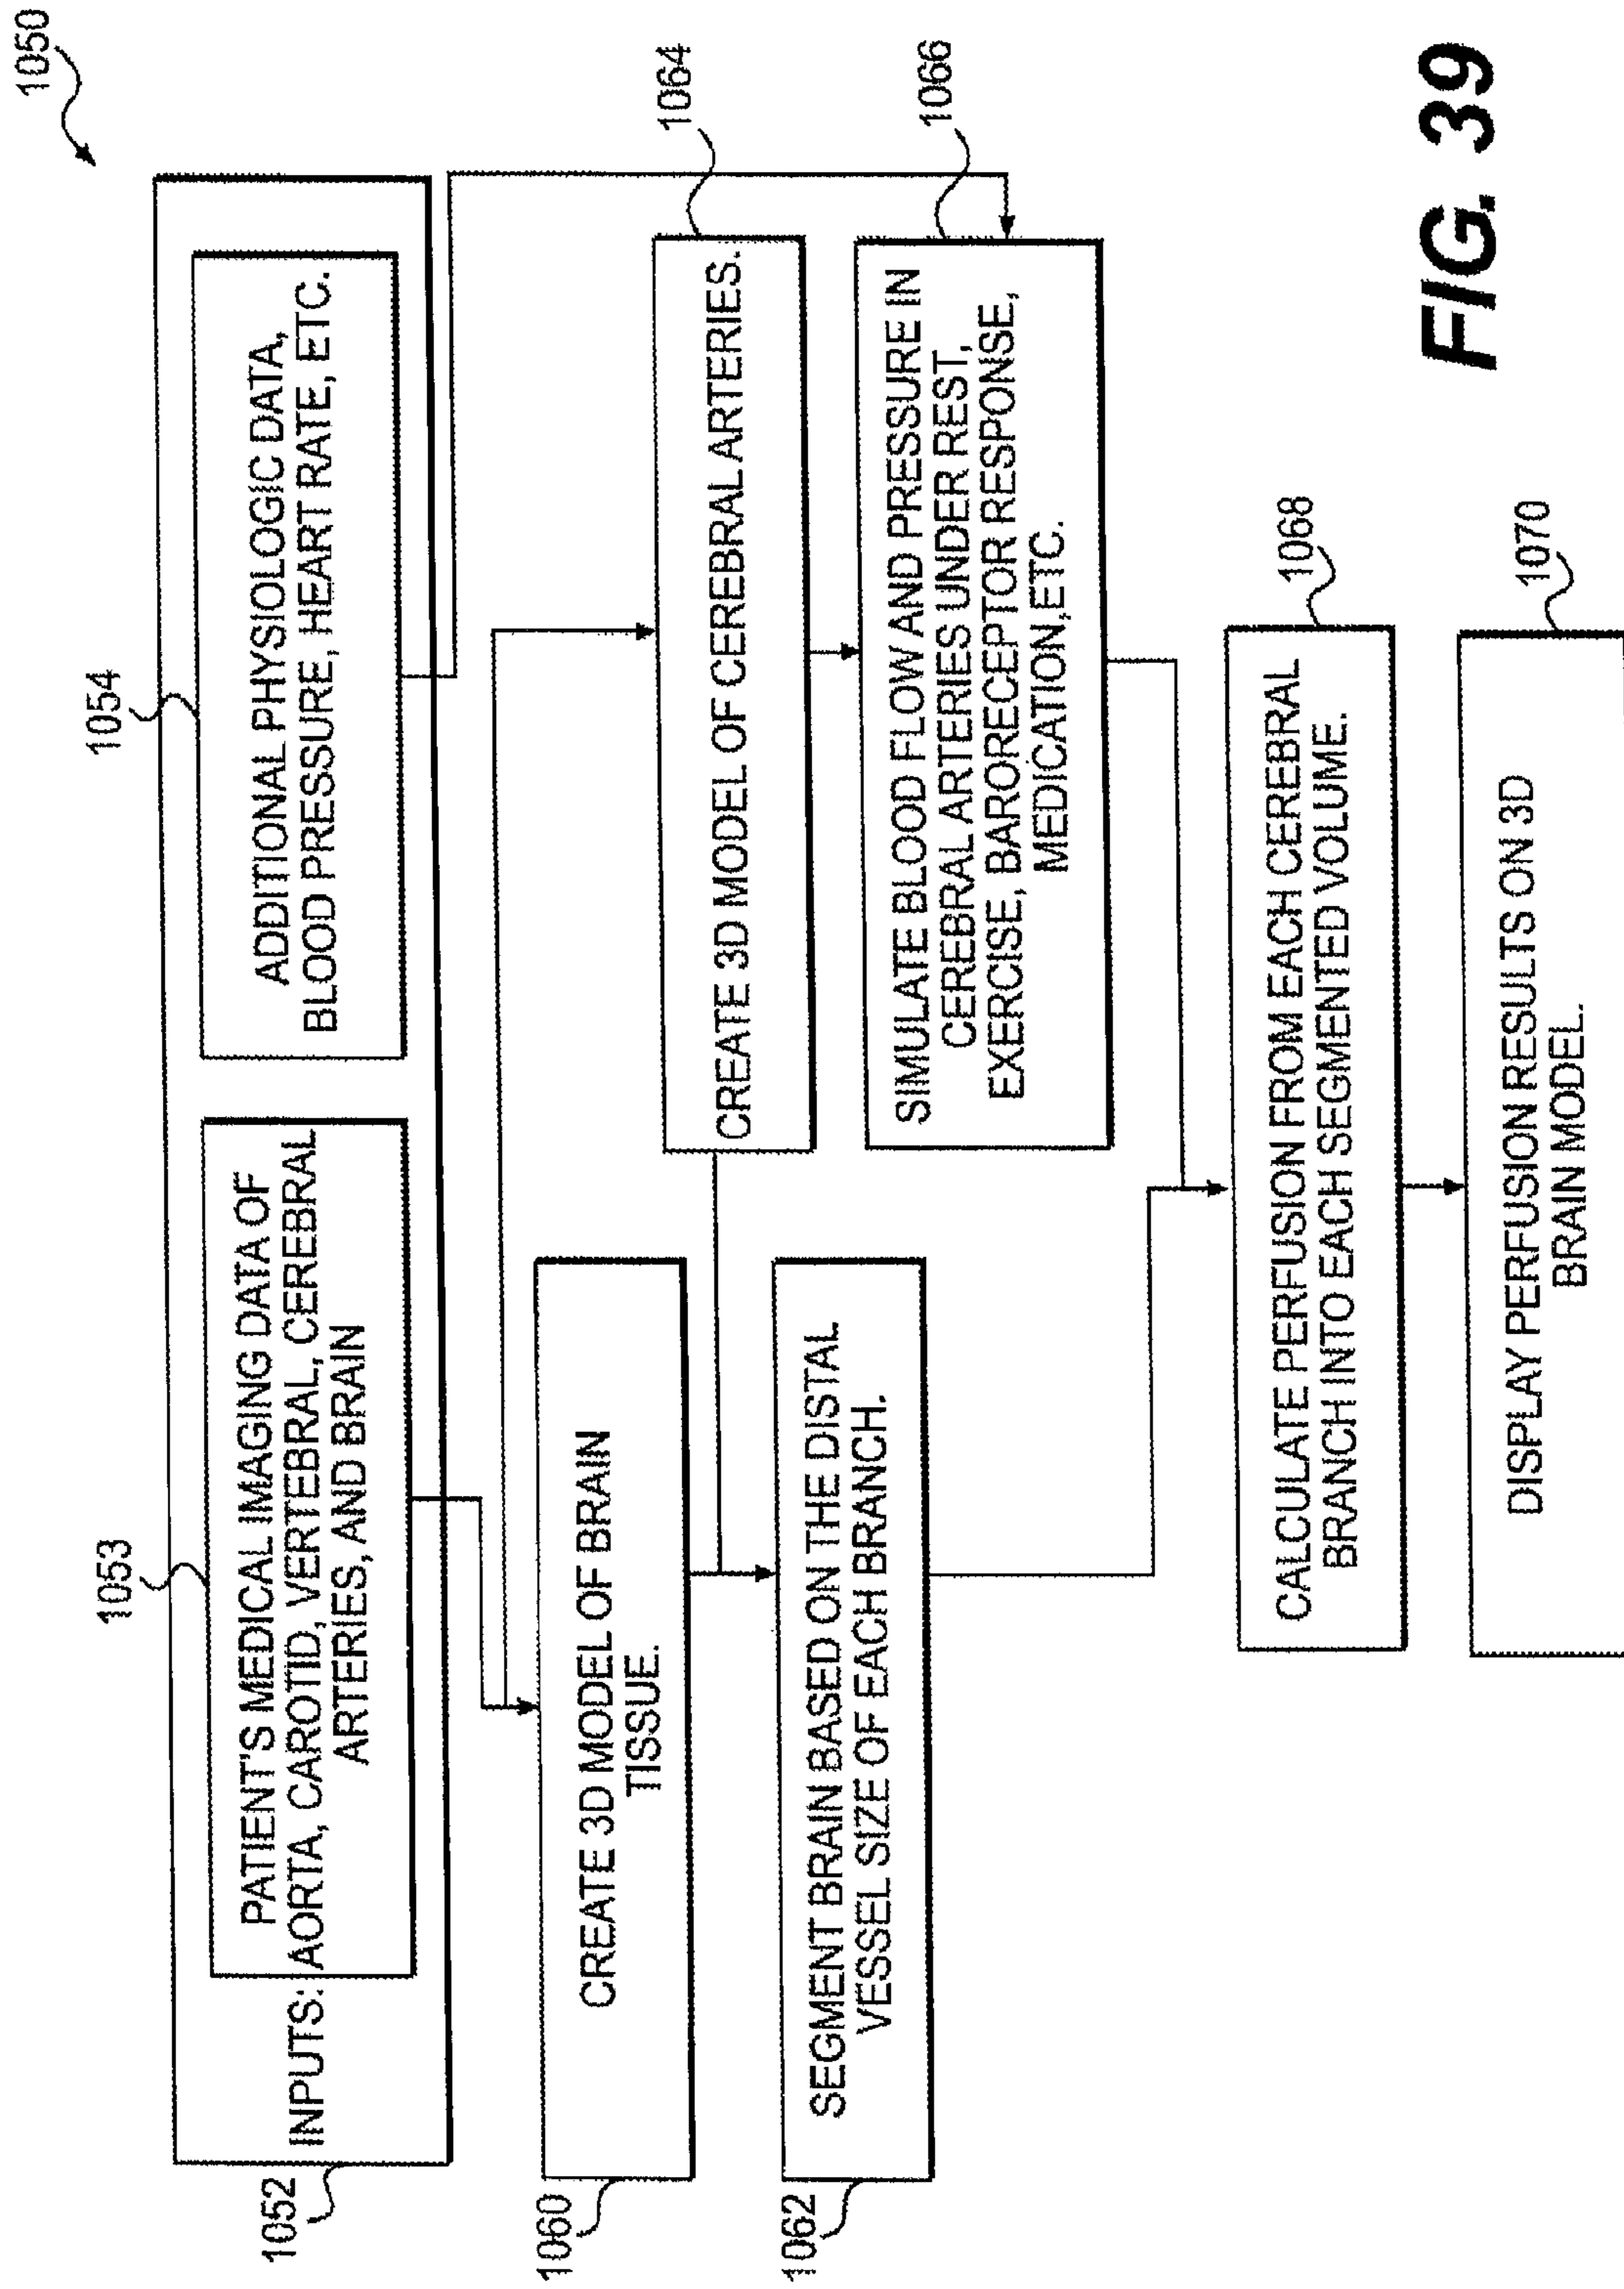 1050
1052
INPUTS:
1053
PATIENT'S MEDICAL IMAGING DATA OF
AORTA, CAROTID, VERTEBRAL, CEREBRAL
ARTERIES, AND BRAIN
1054
ADDITIONAL PHYSIOLOGIC DATA,
BLOOD PRESSURE, HEART RATE, ETC.
1060
CREATE 3D MODEL OF BRAIN
TISSUE.
1064
CREATE 3D MODEL OF CEREBRAL ARTERIES.
1062
SEGMENT BRAIN BASED ON THE DISTAL
VESSEL SIZE OF EACH BRANCH.
1066
SIMULATE BLOOD FLOW AND PRESSURE IN
CEREBRAL ARTERIES UNDER REST,
EXERCISE, BARORECEPTOR RESPONSE,
MEDICATION,ETC.
1068
CALCULATE PERFUSION FROM EACH CEREBRAL
BRANCH INTO EACH SEGMENTED VOLUME.
1070
DISPLAY PERFUSION RESULTS ON 3D
BRAIN MODEL.
FIG. 39